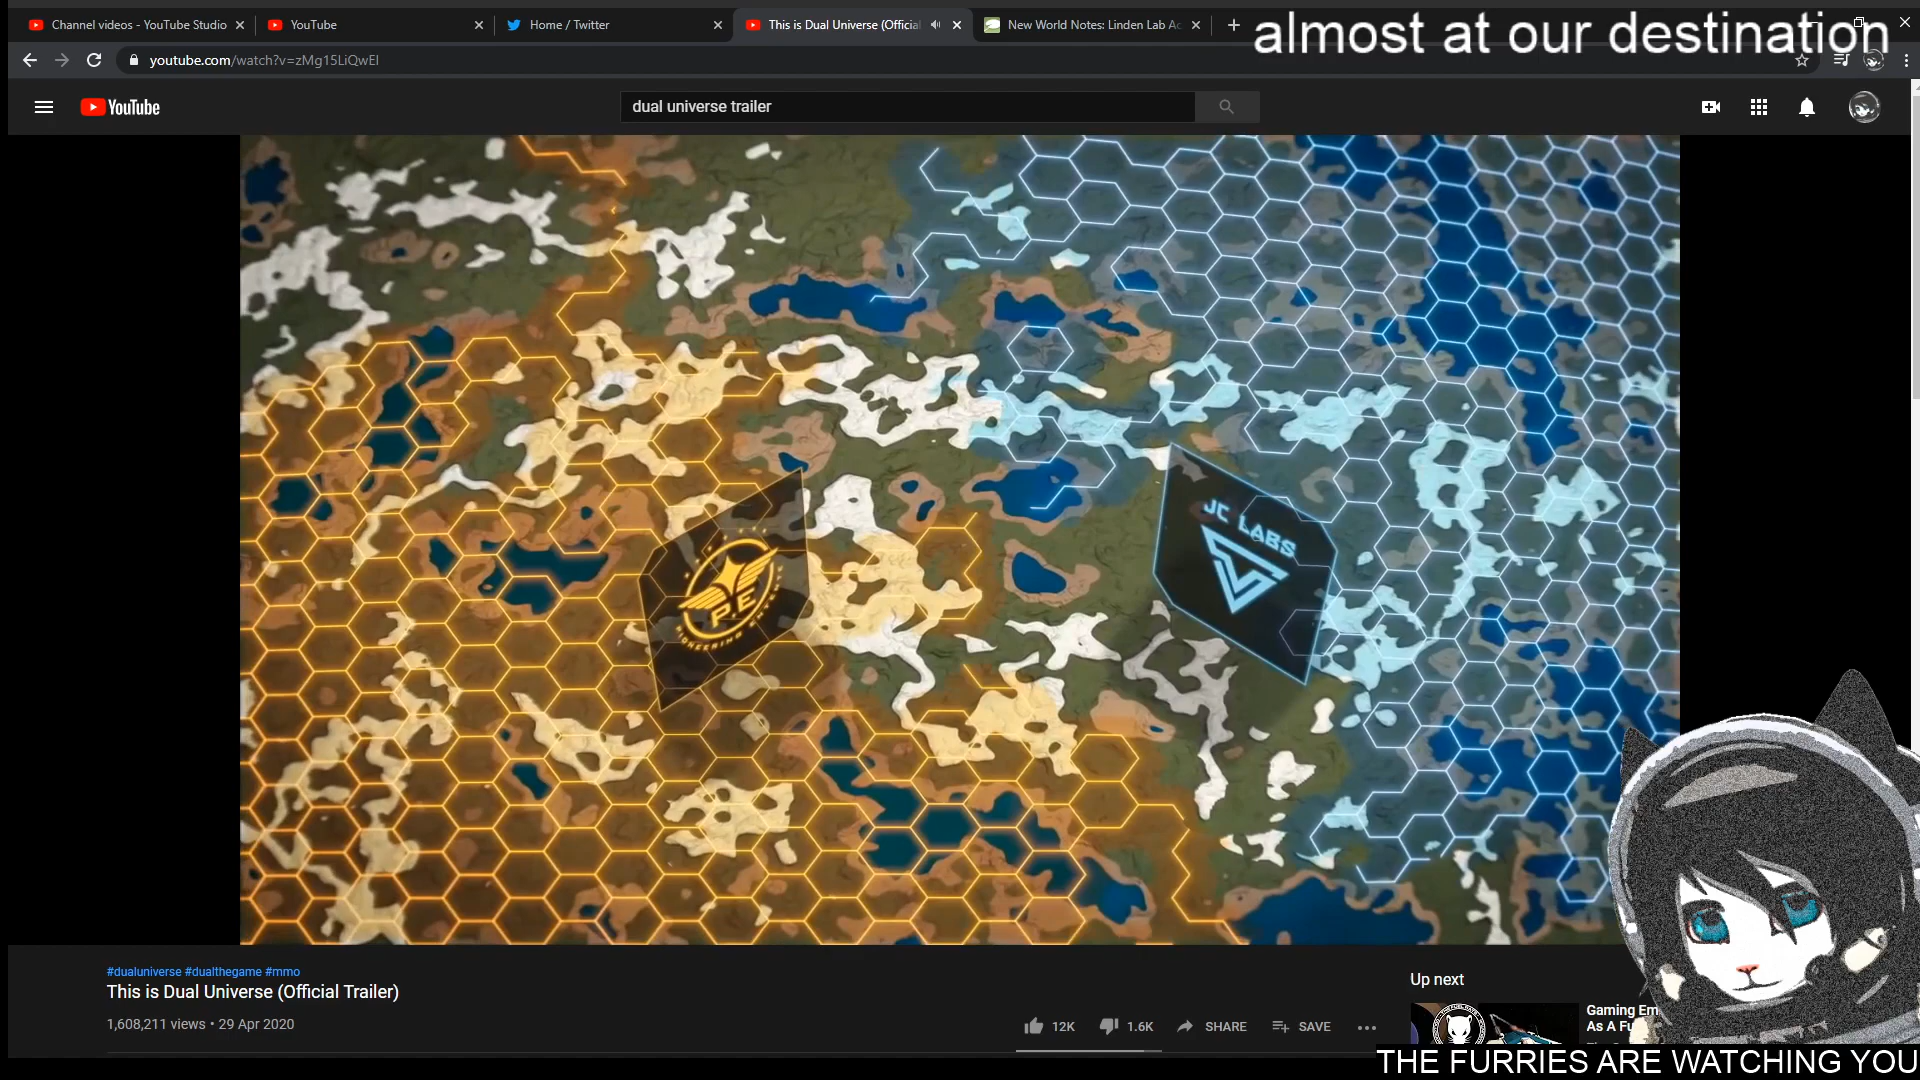 Channel videos - YouTube Studio
YouTube
Home / Twitter
This is Dual Universe (Official
New World Notes: Linden Lab Ac
almost at our destination
youtube.com/watch?v=zMg15LiQwEI
YouTube
dual universe trailer
JC LABS
PE
#dualuniverse #dualthegame #mmo
This is Dual Universe (Official Trailer)
1,608,211 views • 29 Apr 2020
12K
1.6K
SHARE
SAVE
Up next
Gaming Em
As A Fu
THE FURRIES ARE WATCHING YOU